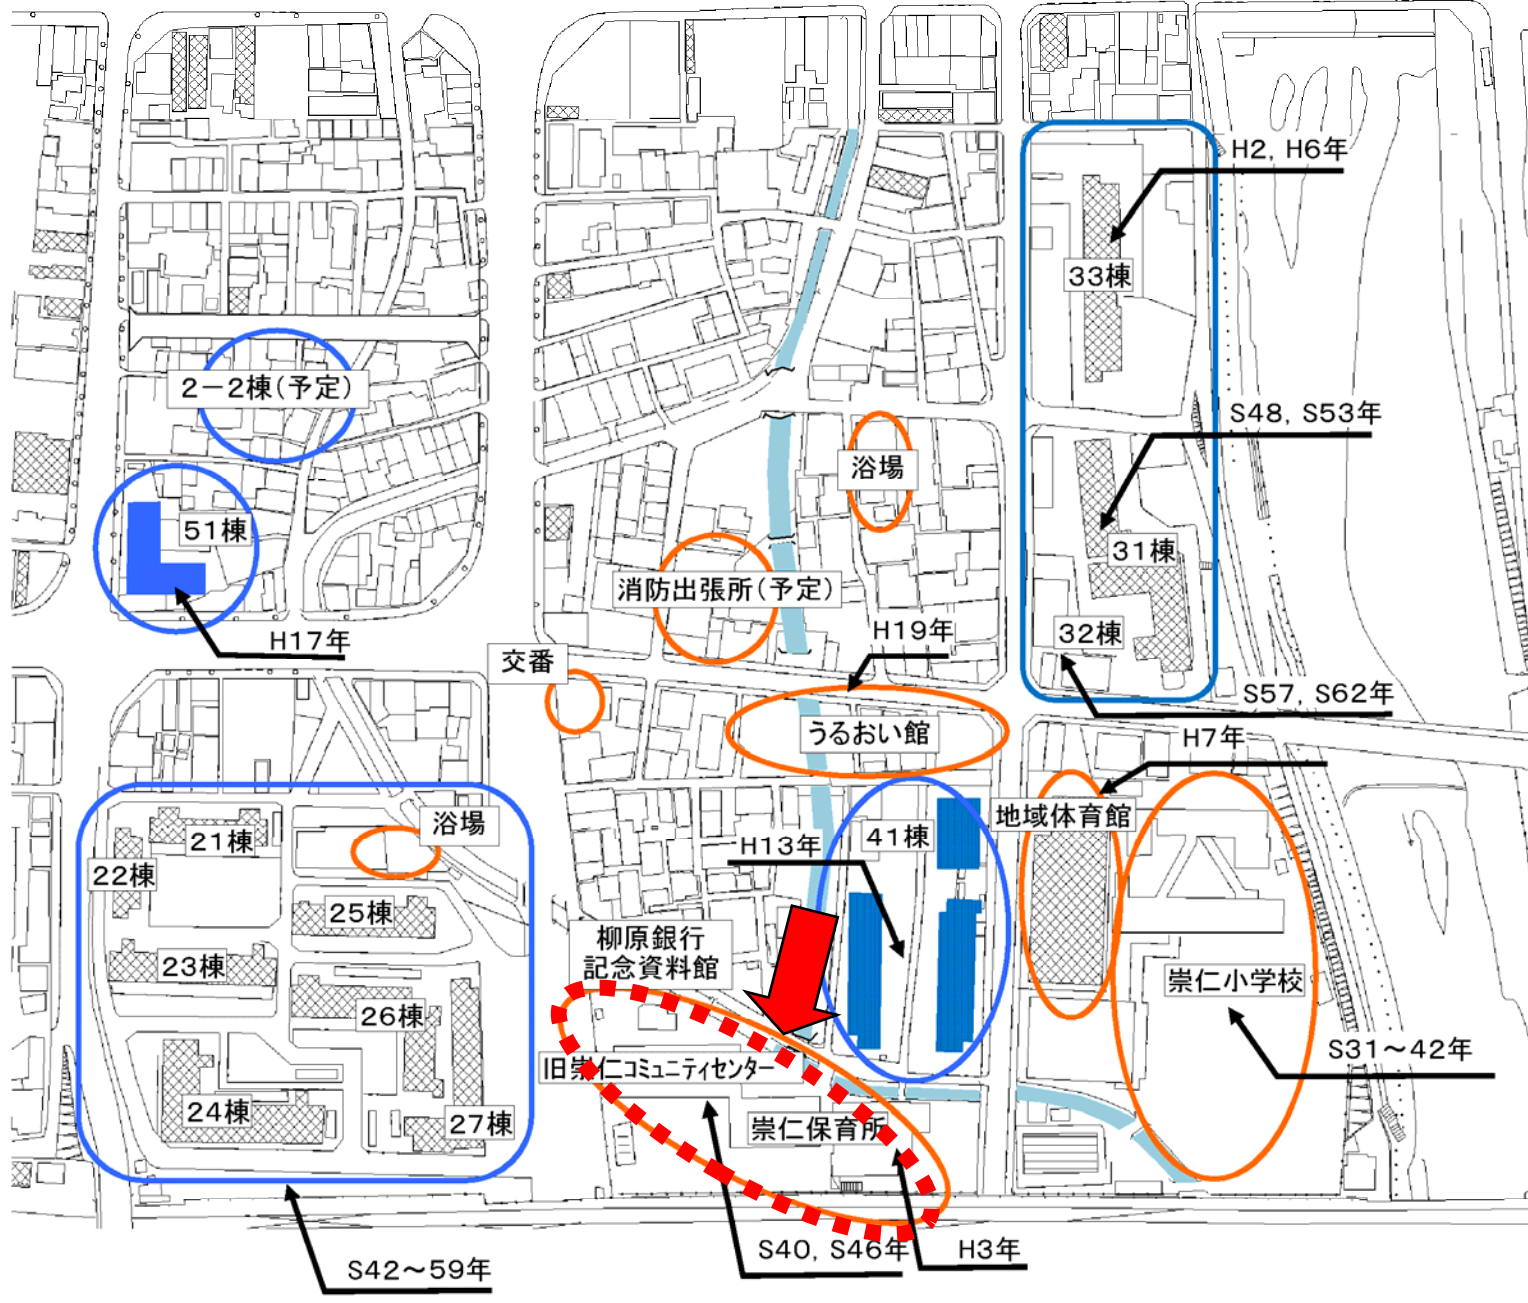 H2, H6年
33棟
2－2棟(予定)
S48, S53年
浴場
51棟
31棟
消防出張所(予定)
H17年
H19年
32棟
交番
S57, S62年
うるおい館
H7年
浴場
地域体育館
21棟
H13年
41棟
22棟
25棟
柳原銀行
記念資料館
23棟
崇仁小学校
26棟
S31～42年
旧崇仁コミュニティセンター
24棟
27棟
崇仁保育所
S40, S46年
H3年
S42～59年